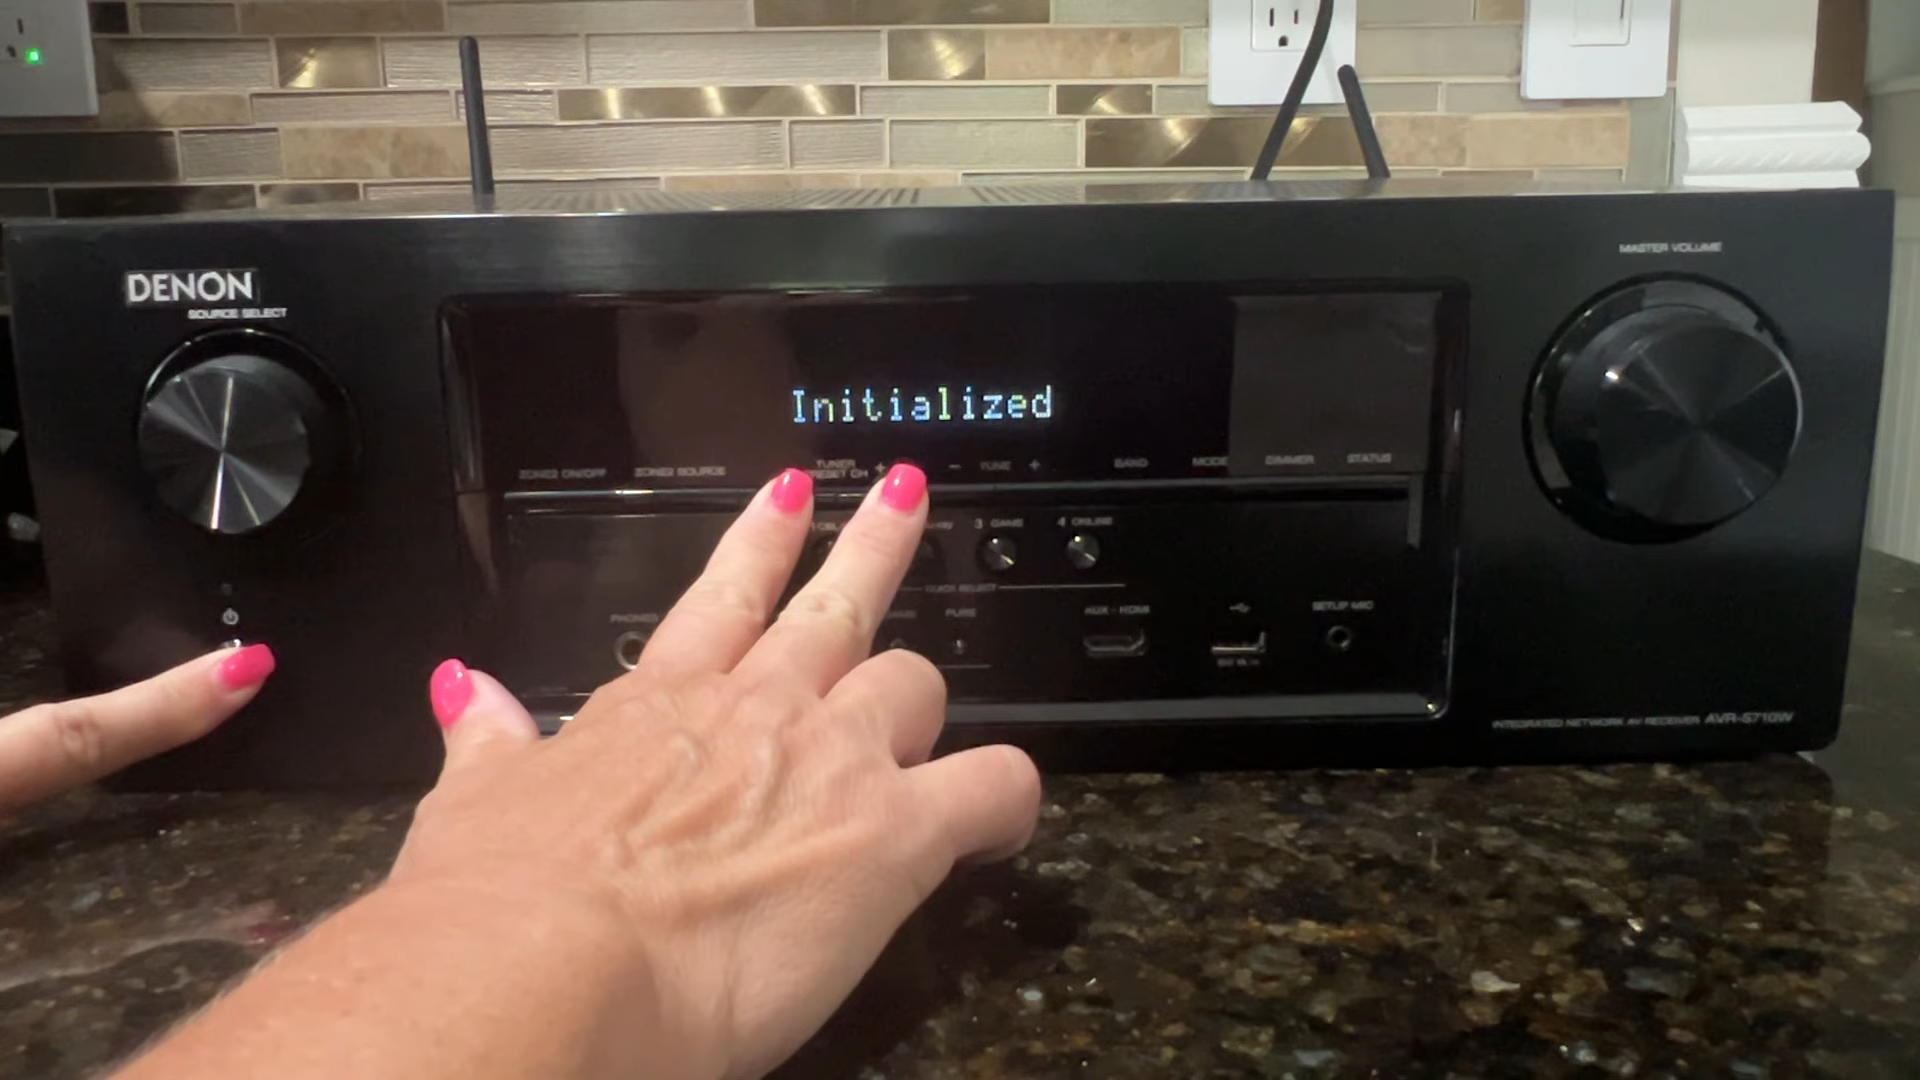 DENON
SOURCE SELECT
MASTER VOLUME
Initialized
ZONE2 ON/OFF
ZONE2 SOURCE
TUNER
PRESET CH +
- TUNE +
BAND
MODE
DIMMER
STATUS
3 GAME
4 ONLINE
QUICK SELECT
PHONES
PURE
AUX - HDMI
SETUP MIC
INTEGRATED NETWORK AV RECEIVER AVR-S710W